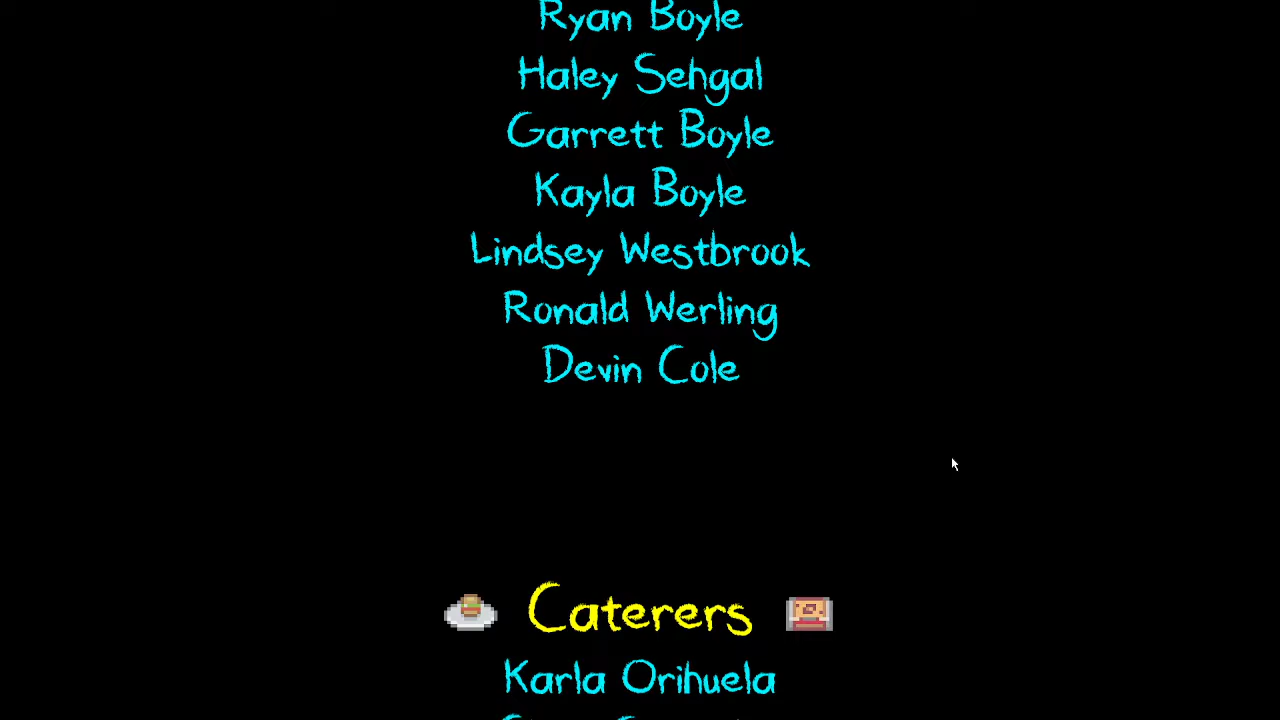 Ryan Boyle
Haley Sehgal
Garrett Boyle
Kayla Boyle
Lindsey Westbrook
Ronald Werling
Devin Cole
Caterers
Karla Orihuela